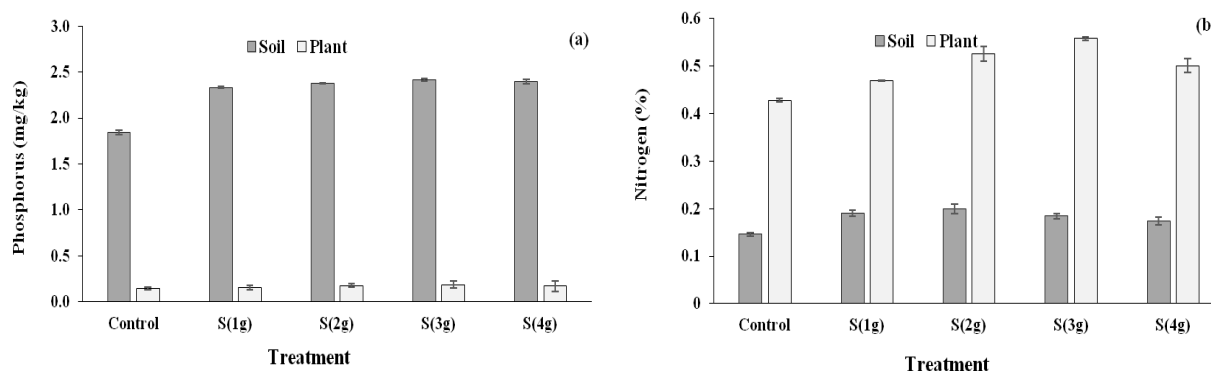 (a)
Soil Plant
Phosphorus (mg/kg)
3.0
2.5
2.0
1.5
1.0
0.5
0.0
Control S(1g) S(2g) S(3g) S(4g)
Treatment
(b
Soil Plant
Nitrogen (%)
0.6
0.5
0.4
0.3
0.2
0.1
0
Control S(1g) S(2g) S(3g) S(4g)
Treatment